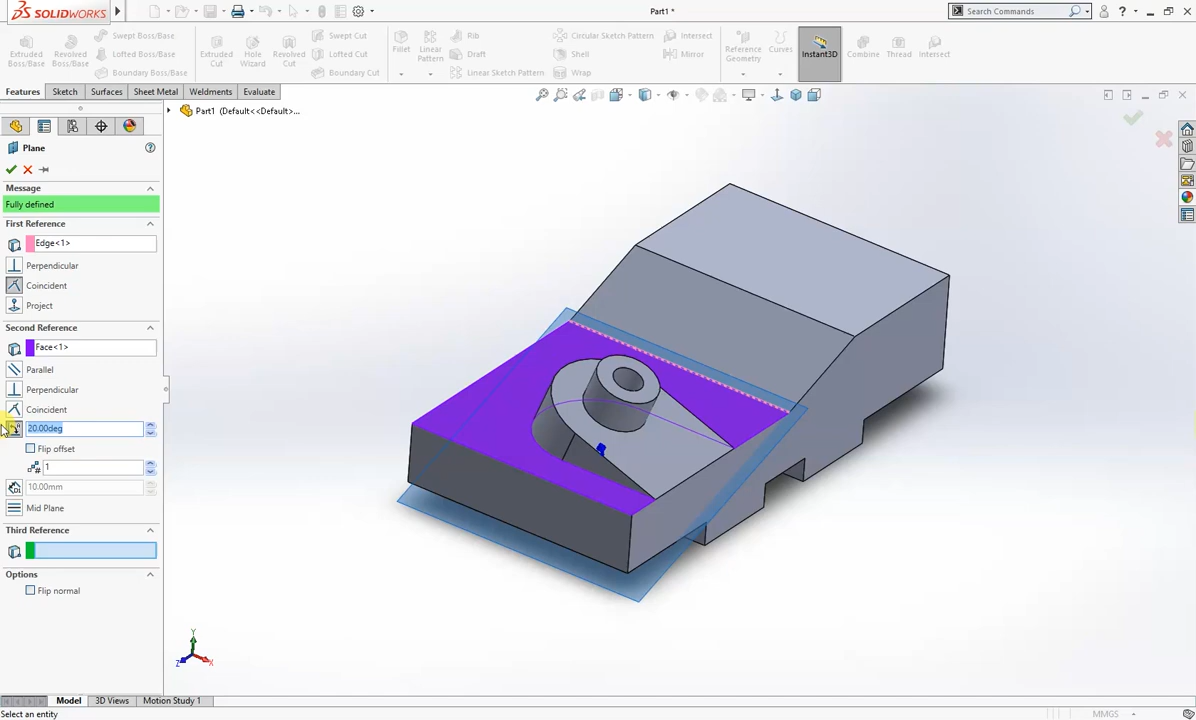 SOLIDWORKS
Part1 *
Search Commands
Extruded Boss/Base
Revolved Boss/Base
Swept Boss/Base
Lofted Boss/Base
Boundary Boss/Base
Extruded Cut
Hole Wizard
Revolved Cut
Swept Cut
Lofted Cut
Boundary Cut
Fillet
Linear Pattern
Rib
Draft
Linear Sketch Pattern
Circular Sketch Pattern
Shell
Wrap
Intersect
Mirror
Reference Geometry
Curves
Instant3D
Combine
Thread
Intersect
Features
Sketch
Surfaces
Sheet Metal
Weldments
Evaluate
Part1 (Default<<Default>...
Plane
Message
Fully defined
First Reference
Edge<1>
Perpendicular
Coincident
Project
Second Reference
Face<1>
Parallel
Perpendicular
Coincident
20.00deg
Flip offset
1
10.00mm
Mid Plane
Third Reference
Options
Flip normal
Y
Z
X
Model
3D Views
Motion Study 1
Select an entity
MMGS